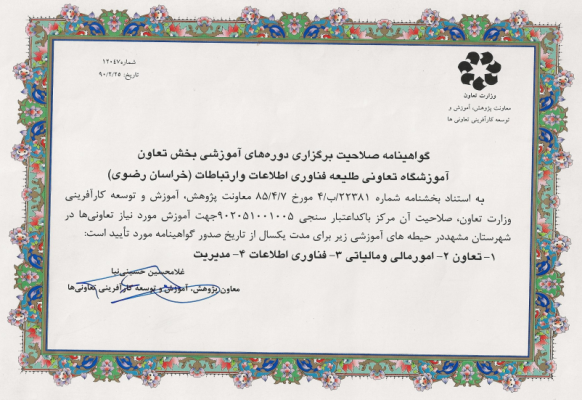 وزارت تعاون
معاونت پژوهش، آموزش و
توسعه کارآفرینی تعاونی ها
شماره: ۱۲۰۴۷
تاریخ: ۹۰/۲/۲۵
گواهینامه صلاحیت برگزاری دوره‌های آموزشی بخش تعاون
آموزشگاه تعاونی طلیعه فناوری اطلاعات وارتباطات (خراسان رضوی)
به استناد بخشنامه شماره ۲۲۳۸۱/ب/۴ مورخ ۸۵/۴/۷ معاونت پژوهش، آموزش و توسعه کارآفرینی
وزارت تعاون، صلاحیت آن مرکز باکداعتبار سنجی ۹۰۲۰۵۱۰۰۱۰۰۵جهت آموزش مورد نیاز تعاونی‌ها در
شهرستان مشهددر حیطه های آموزشی زیر برای مدت یکسال از تاریخ صدور گواهینامه مورد تأیید است:
۱- تعاون ۲- امورمالی ومالیاتی ۳- فناوری اطلاعات ۴- مدیریت
غلامحسین حسینی‌نیا
معاون پژوهش، آموزش و توسعه کارآفرینی تعاونی‌ها